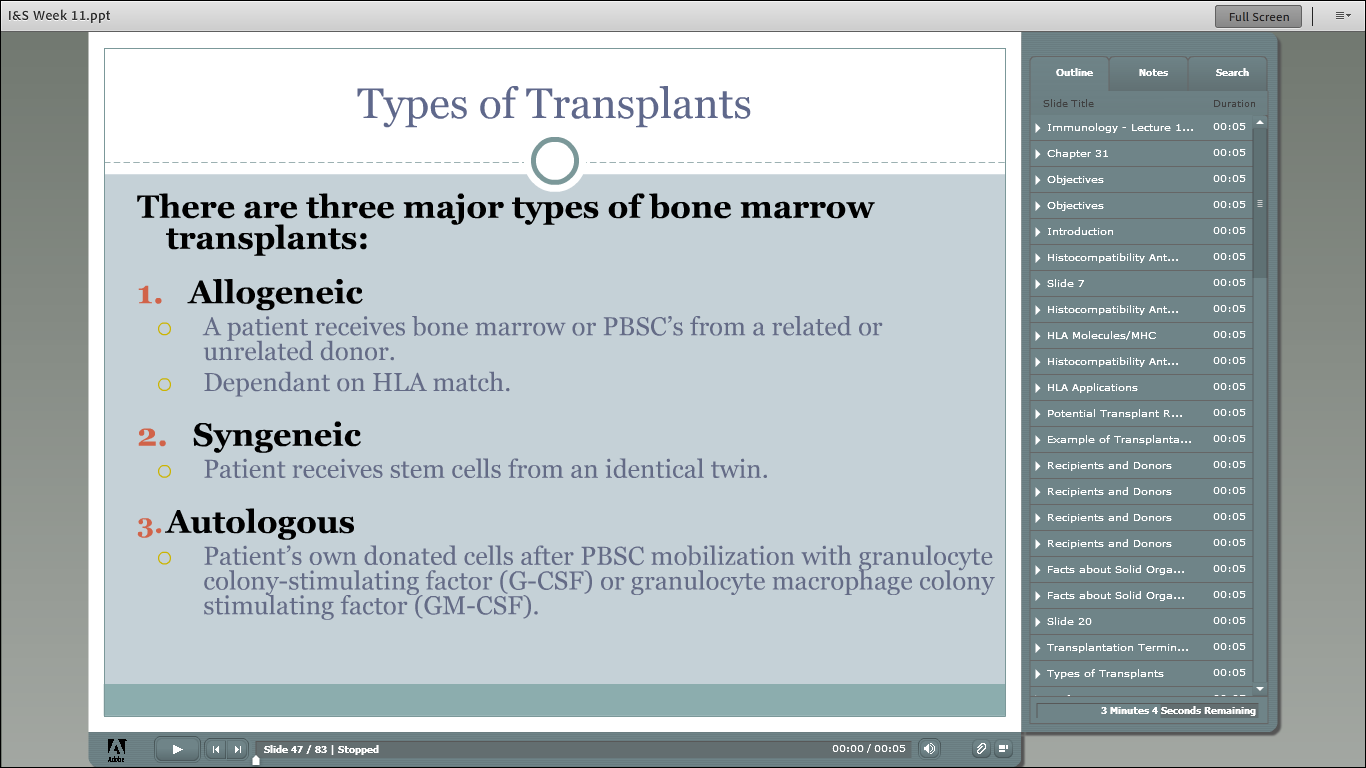 I&S Week 11.ppt
Full Screen
Types of Transplants
There are three major types of bone marrow
transplants:
1. Allogeneic
A patient receives bone marrow or PBSC's from a related or
unrelated donor.
Dependant on HLA match.
2. Syngeneic
Patient receives stem cells from an identical twin.
3. Autologous
Patient's own donated cells after PBSC mobilization with granulocyte
colony-stimulating factor (G-CSF) or granulocyte macrophage colony
stimulating factor (GM-CSF).
Outline Notes Search
Slide Title Duration
Immunology - Lecture 1... 00:05
Chapter 31 00:05
Objectives 00:05
Objectives 00:05
Introduction 00:05
Histocompatibility Ant... 00:05
Slide 7 00:05
Histocompatibility Ant... 00:05
HLA Molecules/MHC 00:05
Histocompatibility Ant... 00:05
HLA Applications 00:05
Potential Transplant R... 00:05
Example of Transplanta... 00:05
Recipients and Donors 00:05
Recipients and Donors 00:05
Recipients and Donors 00:05
Recipients and Donors 00:05
Facts about Solid Orga... 00:05
Facts about Solid Orga... 00:05
Slide 20 00:05
Transplantation Termin... 00:05
Types of Transplants 00:05
3 Minutes 4 Seconds Remaining
Adobe
Slide 47 / 83 | Stopped
00:00 / 00:05